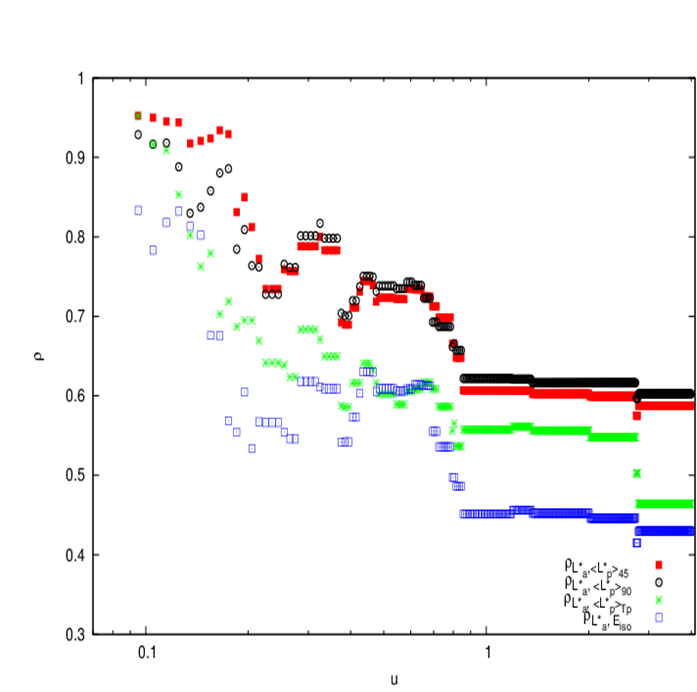 1
0.9
0.8
0.7
0.6
0.5
0.4
0.3
ρ
ρL*a,<L*p>45
ρL*a, <L*p>90
ρL*a, <L*p>Tp
ρL*a, Eiso
0.1 1
u